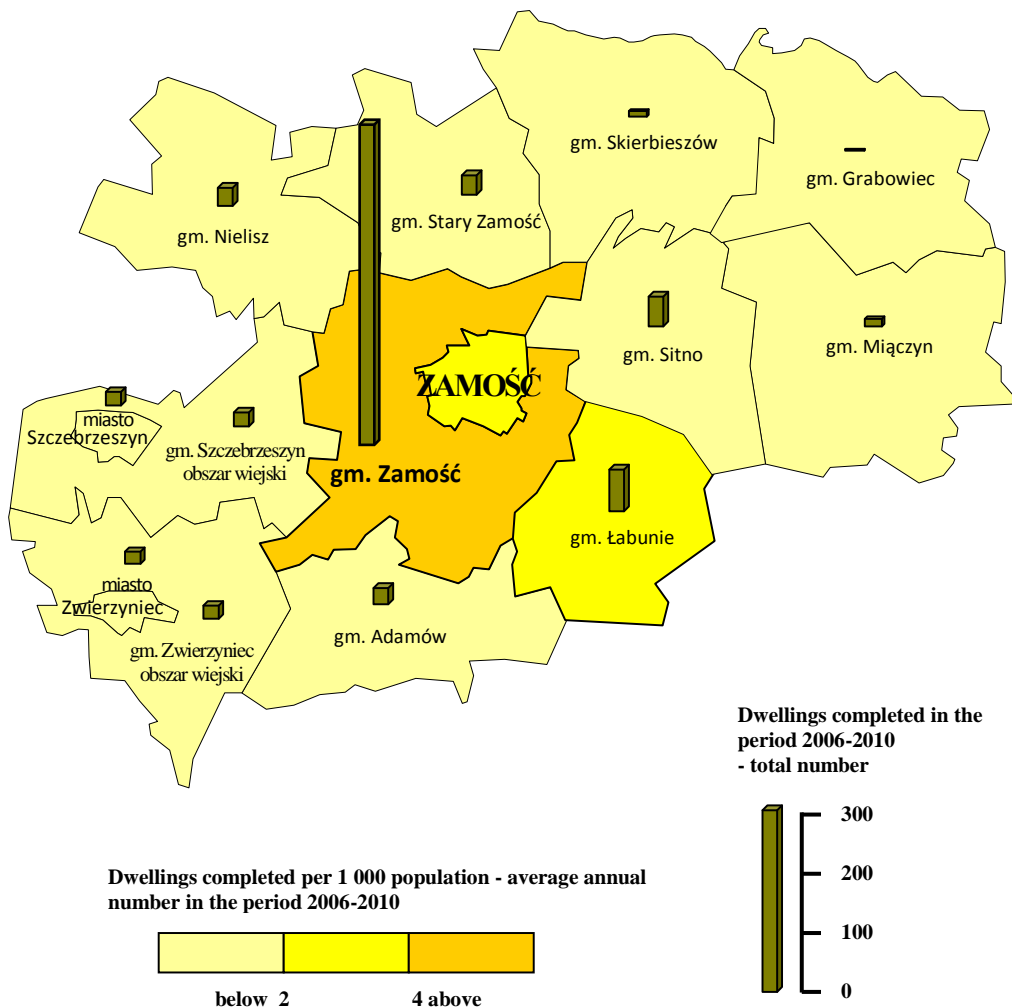 gm. Skierbieszów
gm. Grabowiec
gm. Stary Zamość
gm. Nielisz
gm. Sitno
gm. Miączyn
ZAMOŚĆ
miasto
Szczebrzeszyn
gm. Szczebrzeszyn
obszar wiejski
gm. Zamość
gm. Łabunie
miasto
Zwierzyniec
gm. Adamów
gm. Zwierzyniec
obszar wiejski
Dwellings completed in the
period 2006-2010
- total number
300
200
100
0
Dwellings completed per 1 000 population - average annual
number in the period 2006-2010
below 2 4 above